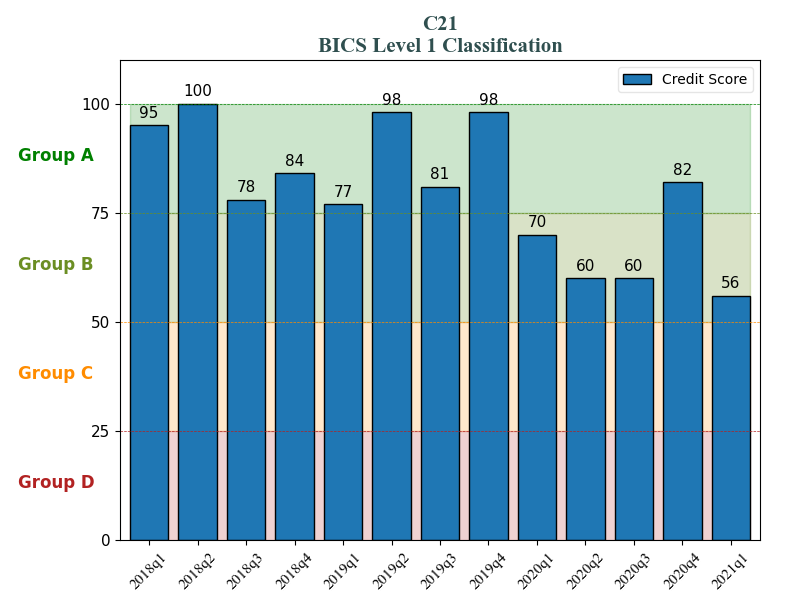 C21
BICS Level 1 Classification
Credit Score
100
75
50
25
0
Group A
Group B
Group C
Group D
95
100
78
84
77
98
81
98
70
60
60
82
56
2018q1
2018q2
2018q3
2018q4
2019q1
2019q2
2019q3
2019q4
2020q1
2020q2
2020q3
2020q4
2021q1